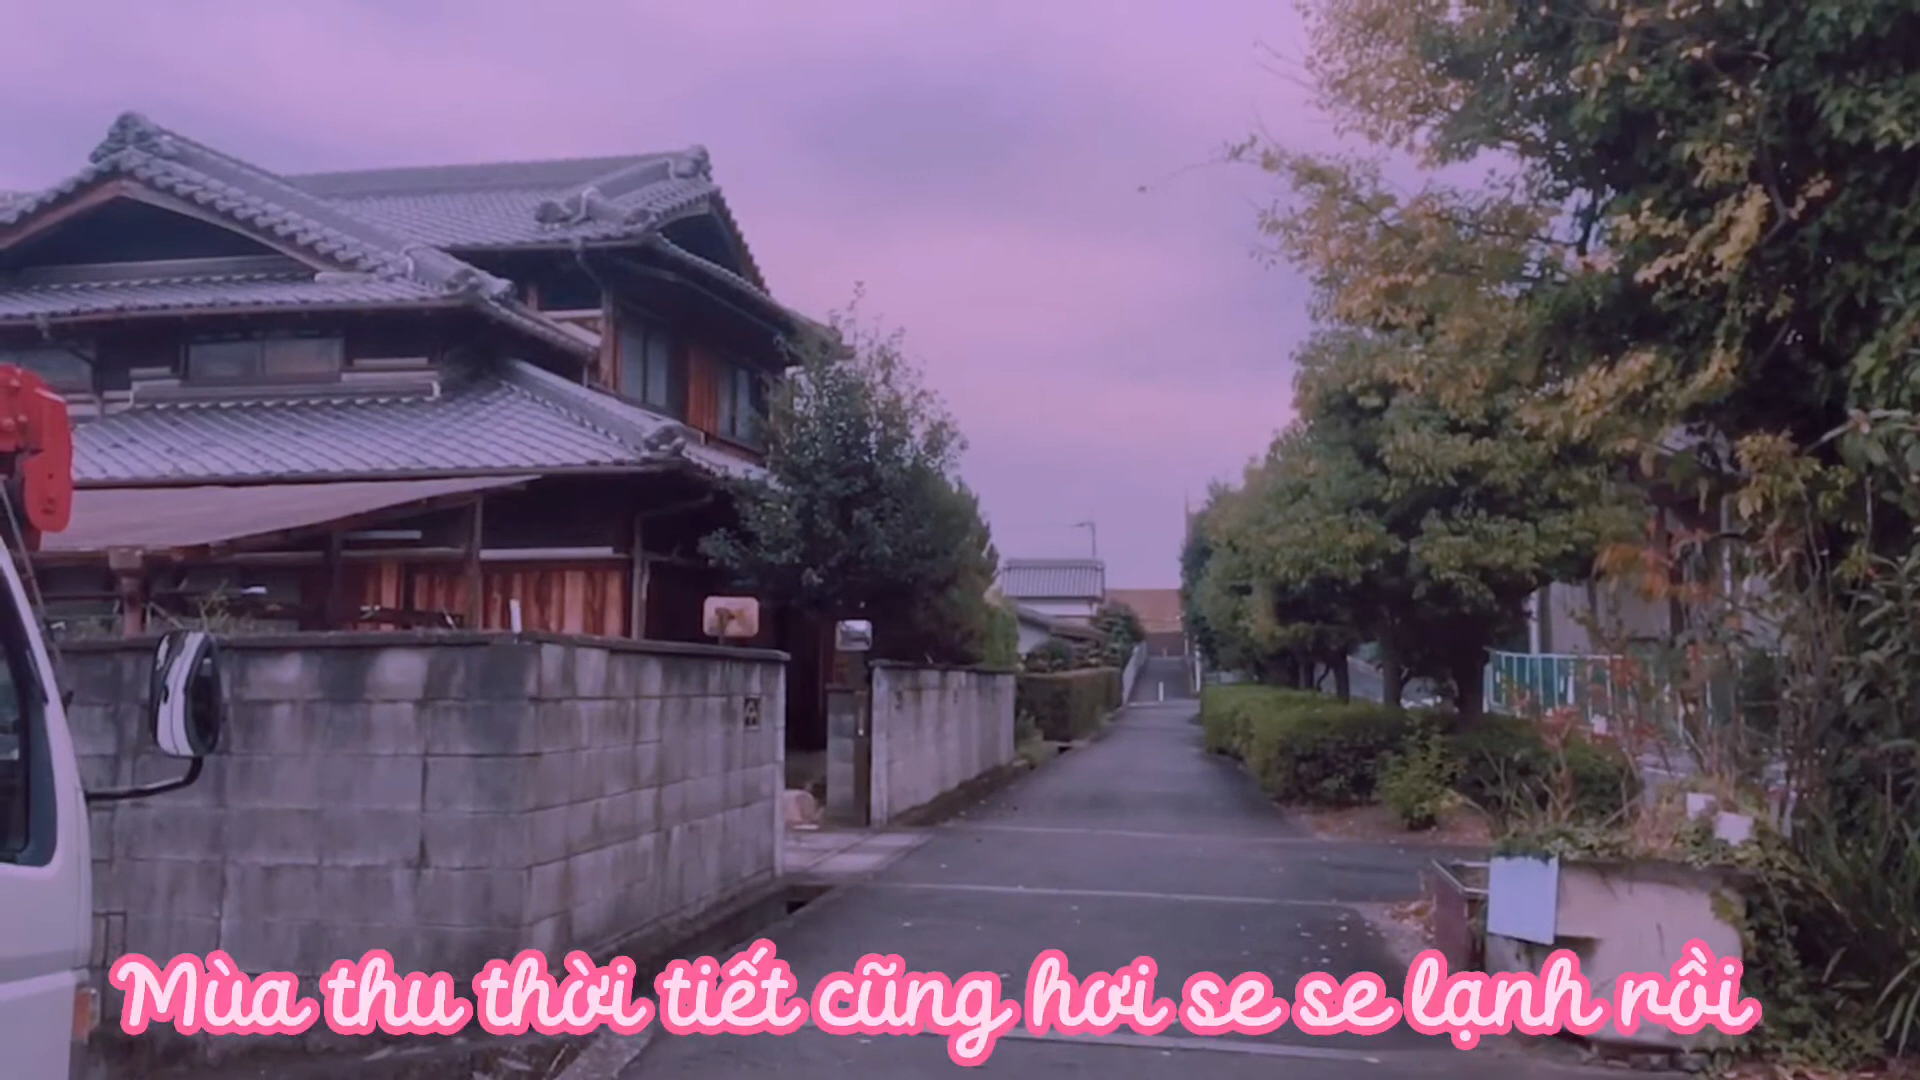 Mùa thu thời tiết cũng hơi se se lạnh rồi